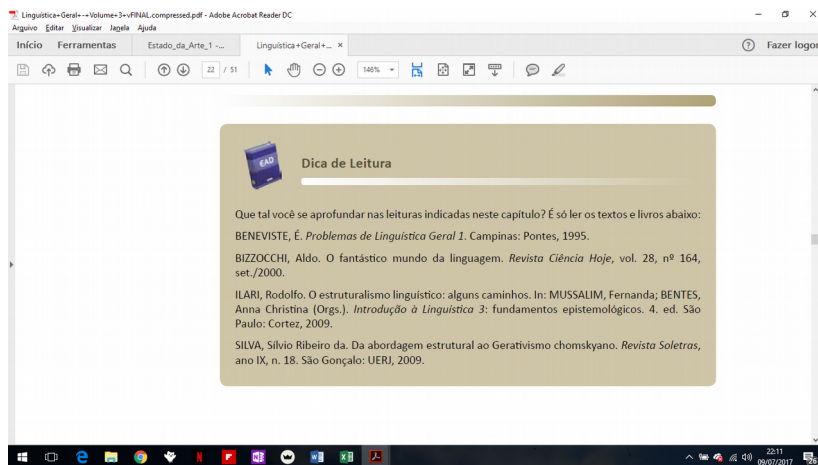 Linguística+Geral+-+Volume+3+vFINAL.compressed.pdf - Adobe Acrobat Reader DC
Arquivo Editar Visualizar Janela Ajuda
Início Ferramentas Estado_da_Arte_1 -... Linguística+Geral+... × ? Fazer logon
22 / 51 146%
EAD
Dica de Leitura
Que tal você se aprofundar nas leituras indicadas neste capítulo? É só ler os textos e livros abaixo:
BENEVISTE, É. Problemas de Linguística Geral 1. Campinas: Pontes, 1995.
BIZZOCCHI, Aldo. O fantástico mundo da linguagem. Revista Ciência Hoje, vol. 28, nº 164,
set./2000.
ILARI, Rodolfo. O estruturalismo linguístico: alguns caminhos. In: MUSSALIM, Fernanda; BENTES,
Anna Christina (Orgs.). Introdução à Linguística 3: fundamentos epistemológicos. 4. ed. São
Paulo: Cortez, 2009.
SILVA, Sílvio Ribeiro da. Da abordagem estrutural ao Gerativismo chomskyano. Revista Soletras,
ano IX, n. 18. São Gonçalo: UERJ, 2009.
22:11
09/07/2017